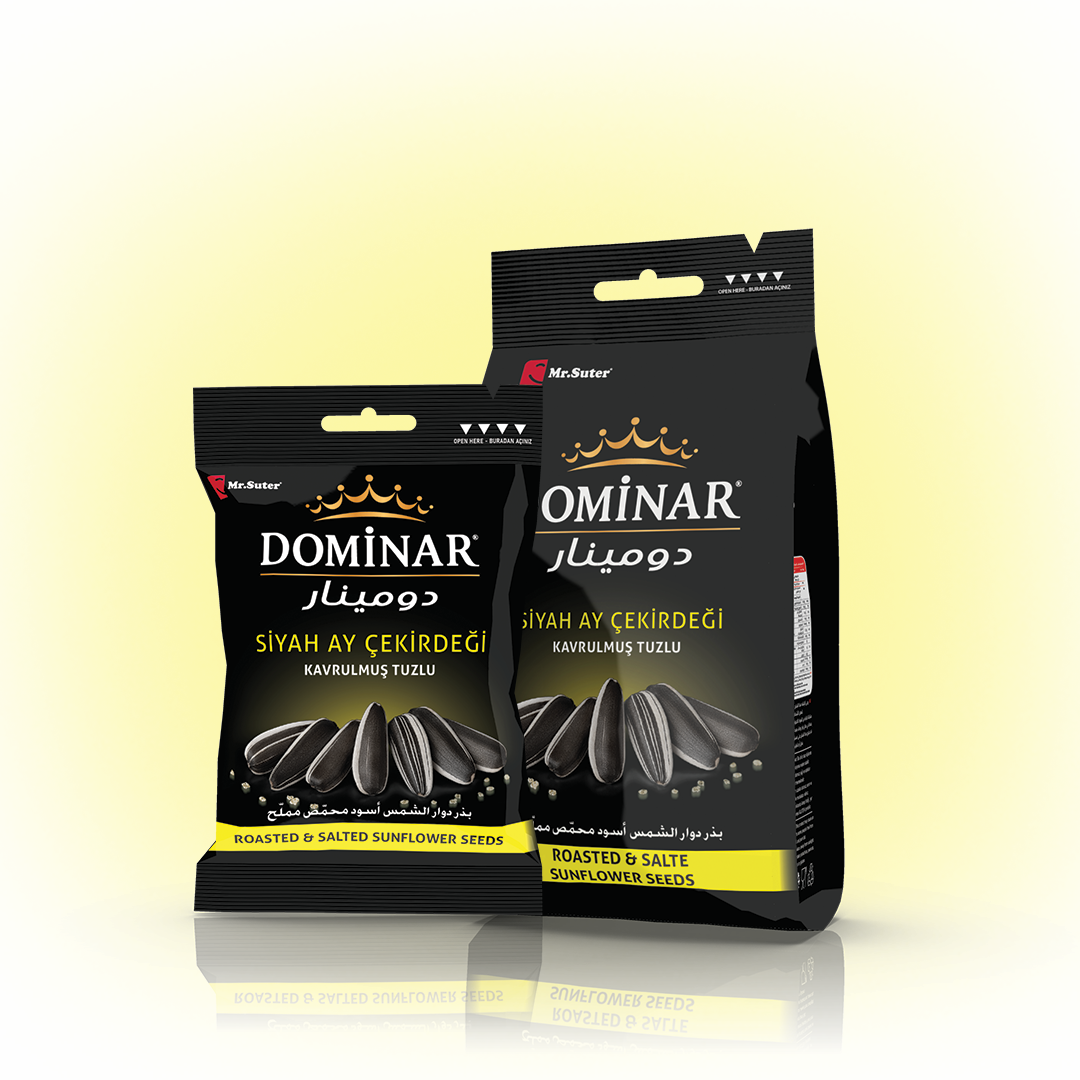 ▼▼▼▼
OPEN HERE - BURADAN AÇINIZ
Mr.Suter®
DOMİNAR®
دومينار
SİYAH AY ÇEKİRDEĞİ
KAVRULMUŞ TUZLU
بذر دوار الشمس أسود محمّص مملّح
ROASTED & SALTED SUNFLOWER SEEDS
▼▼▼▼
OPEN HERE - BURADAN AÇINIZ
Mr.Suter®
OMİNAR®
دومينار
SİYAH AY ÇEKİRDEĞİ
KAVRULMUŞ TUZLU
بذر دوار الشمس أسود محمّص
ROASTED & SALTE
SUNFLOWER SEEDS